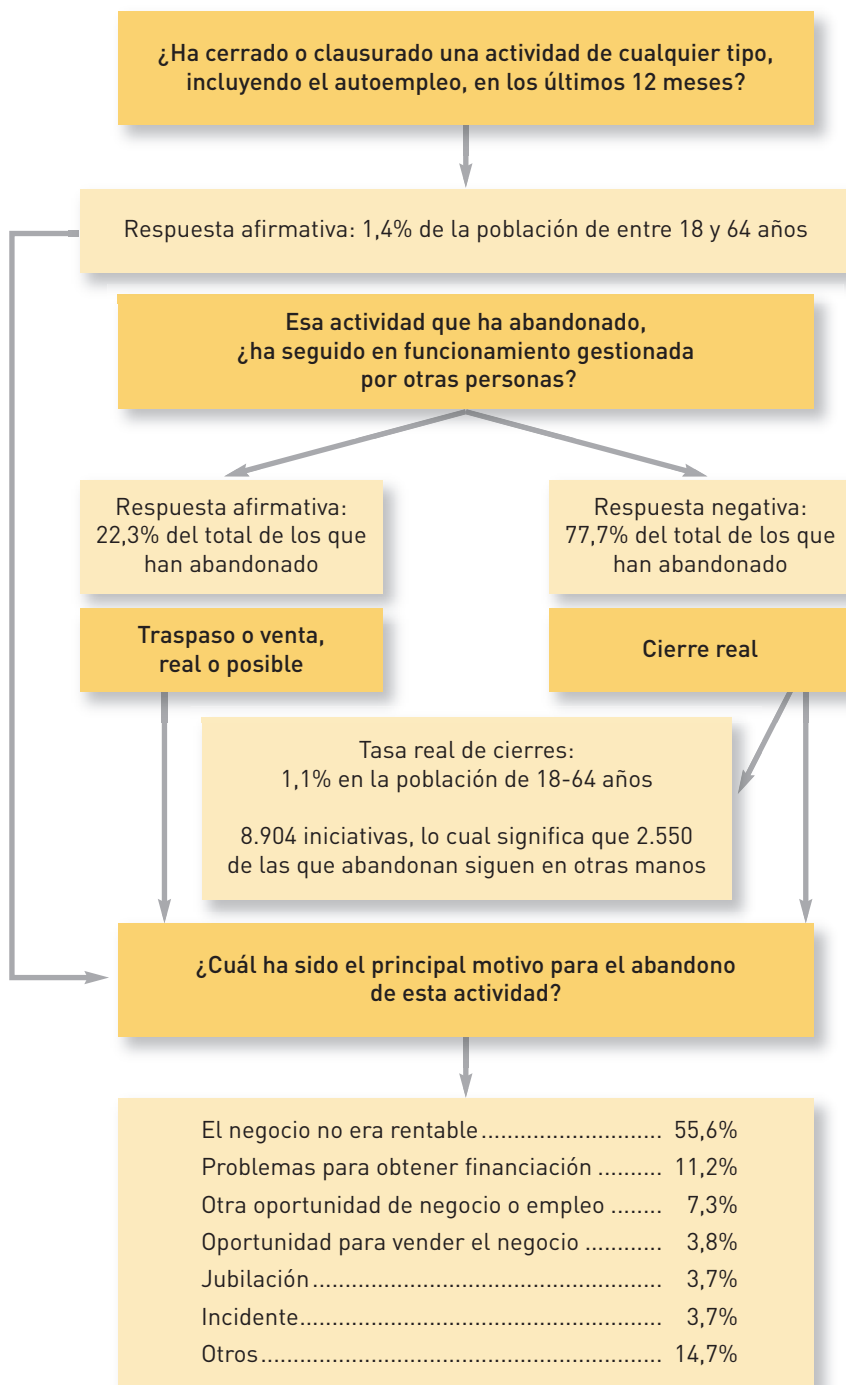 ¿Ha cerrado o clausurado una actividad de cualquier tipo,
incluyendo el autoempleo, en los últimos 12 meses?
Respuesta afirmativa: 1,4% de la población de entre 18 y 64 años
Esa actividad que ha abandonado,
¿ha seguido en funcionamiento gestionada
por otras personas?
Respuesta afirmativa:
22,3% del total de los que
han abandonado
Respuesta negativa:
77,7% del total de los que
han abandonado
Traspaso o venta,
real o posible
Cierre real
Tasa real de cierres:
1,1% en la población de 18-64 años
8.904 iniciativas, lo cual significa que 2.550
de las que abandonan siguen en otras manos
¿Cuál ha sido el principal motivo para el abandono
de esta actividad?
El negocio no era rentable........................... 55,6%
Problemas para obtener financiación .......... 11,2%
Otra oportunidad de negocio o empleo ........ 7,3%
Oportunidad para vender el negocio ............ 3,8%
Jubilación.................................................... 3,7%
Incidente...................................................... 3,7%
Otros............................................................ 14,7%